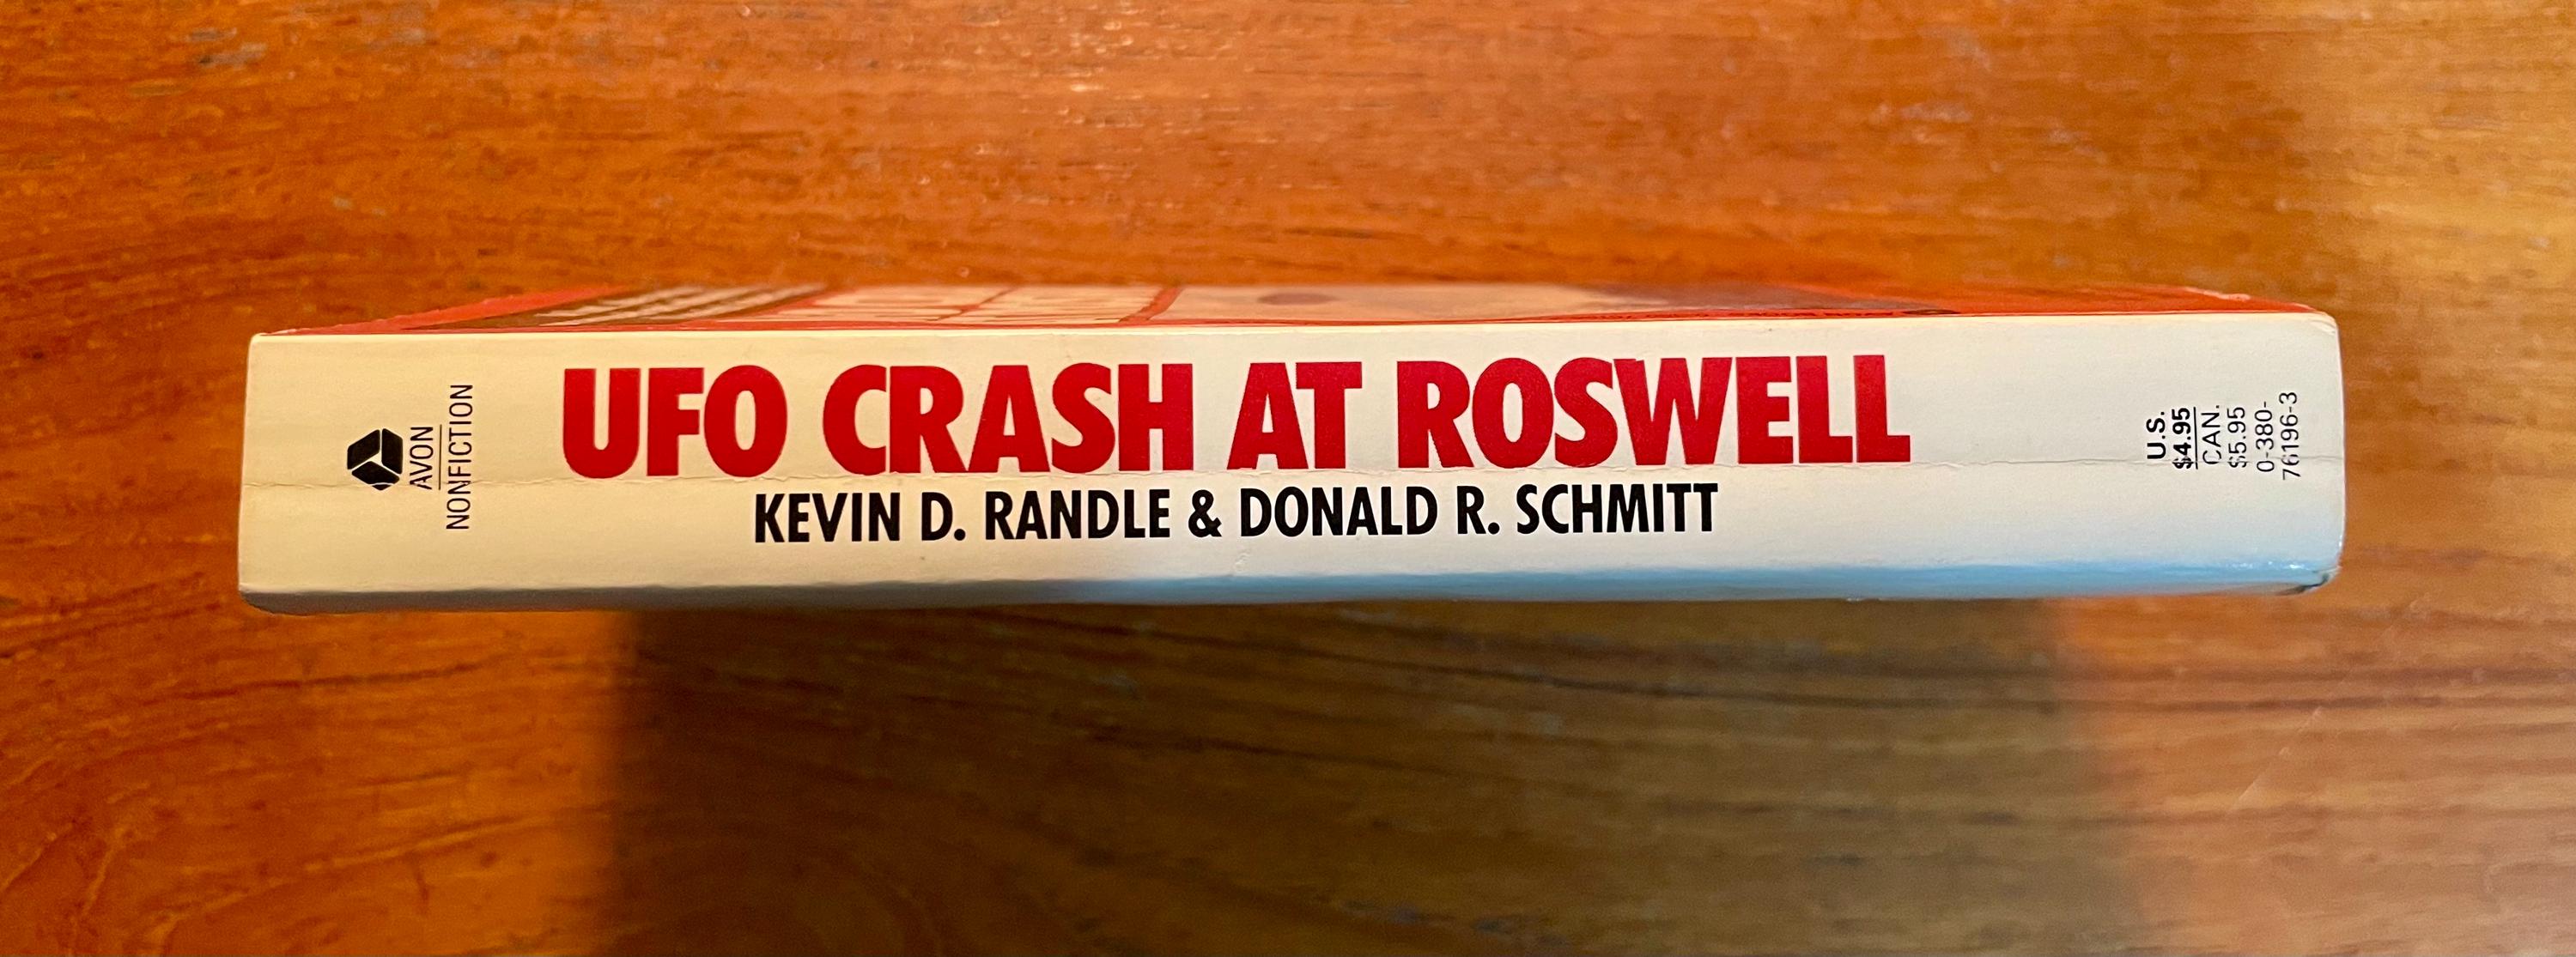 AVON
NONFICTION
UFO CRASH AT ROSWELL
KEVIN D. RANDLE & DONALD R. SCHMITT
U.S.
$4.95
CAN.
$5.95
0-380-
76196-3